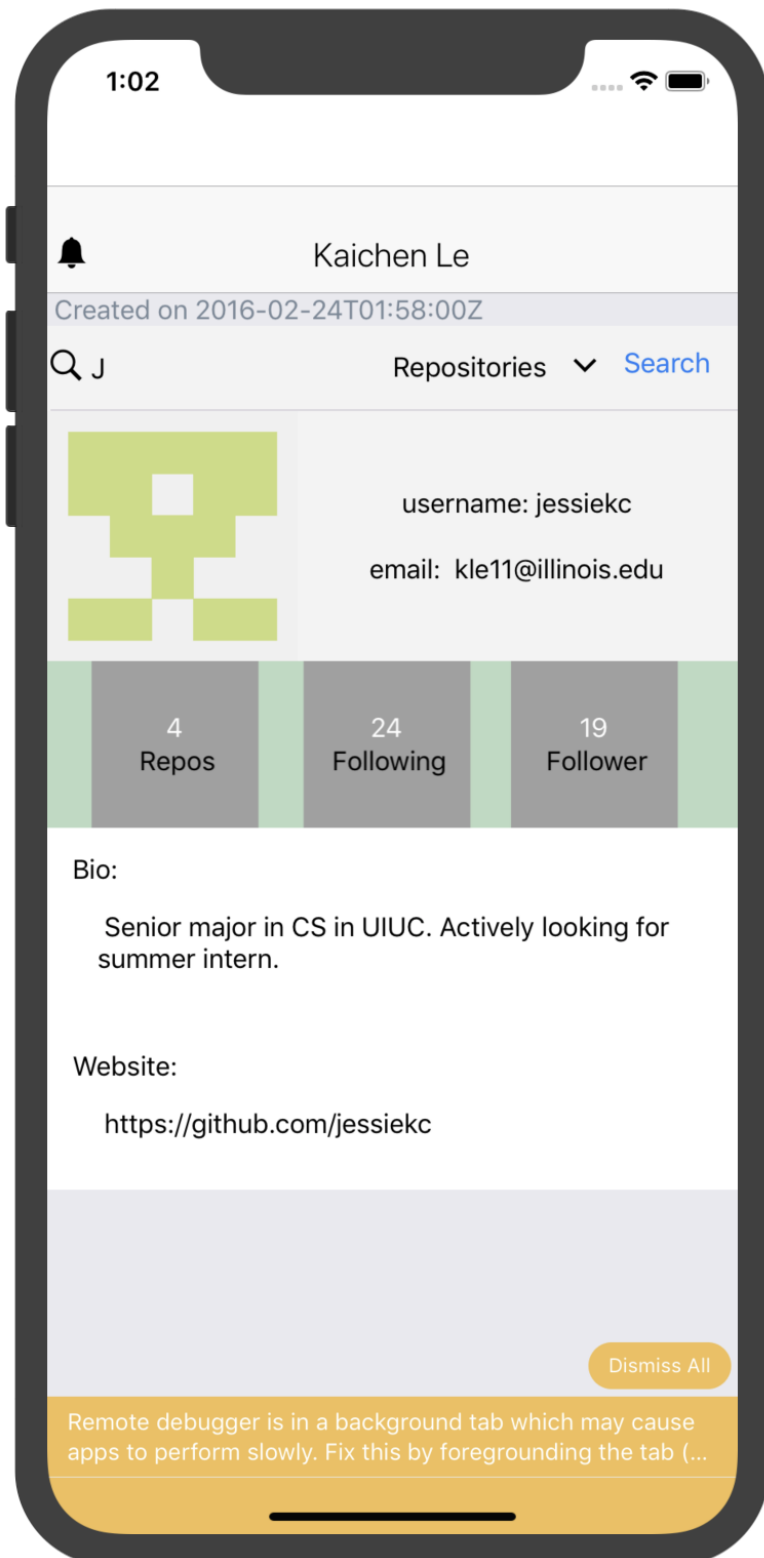 1:02
Kaichen Le
Created on 2016-02-24T01:58:00Z
J Repositories Search
username: jessiekc
email: kle11@illinois.edu
4 24 19
Repos Following Follower
Bio:
Senior major in CS in UIUC. Actively looking for
summer intern.
Website:
https://github.com/jessiekc
Dismiss All
Remote debugger is in a background tab which may cause
apps to perform slowly. Fix this by foregrounding the tab (...